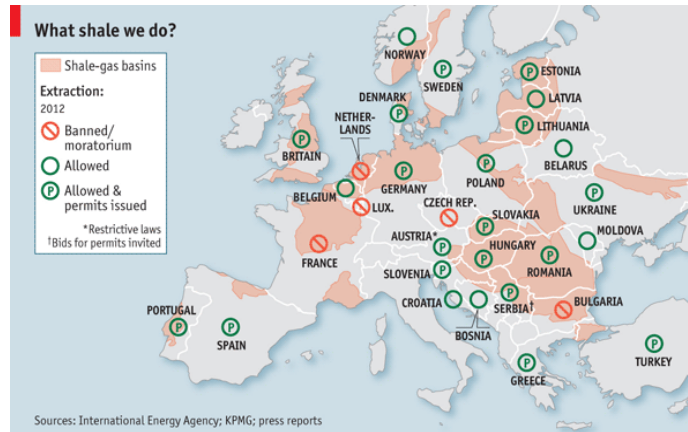 What shale we do?
Shale-gas basins
Extraction:
2012
Banned/
moratorium
Allowed
P Allowed &
permits issued
*Restrictive laws
†Bids for permits invited
NORWAY
P
SWEDEN
P
ESTONIA
LATVIA
P
LITHUANIA
DENMARK
P
NETHER-
LANDS
P
BRITAIN
BELARUS
P
GERMANY
P
POLAND
BELGIUM
LUX.
CZECH REP.
P
UKRAINE
P
SLOVAKIA
MOLDOVA
AUSTRIA*
P
P
HUNGARY
P
ROMANIA
FRANCE
SLOVENIA
P
CROATIA
BOSNIA
P
SERBIA†
BULGARIA
PORTUGAL
P
P
SPAIN
P
GREECE
P
TURKEY
Sources: International Energy Agency; KPMG; press reports